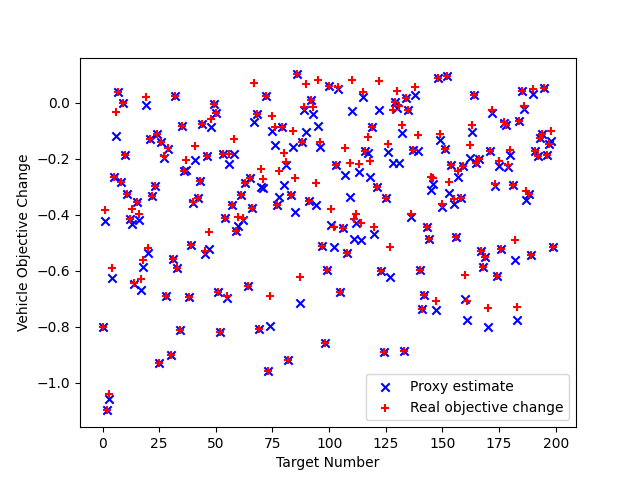 0.0
−0.2
−0.4
−0.6
−0.8
−1.0
Vehicle Objective Change
Proxy estimate
Real objective change
0 25 50 75 100 125 150 175 200
Target Number